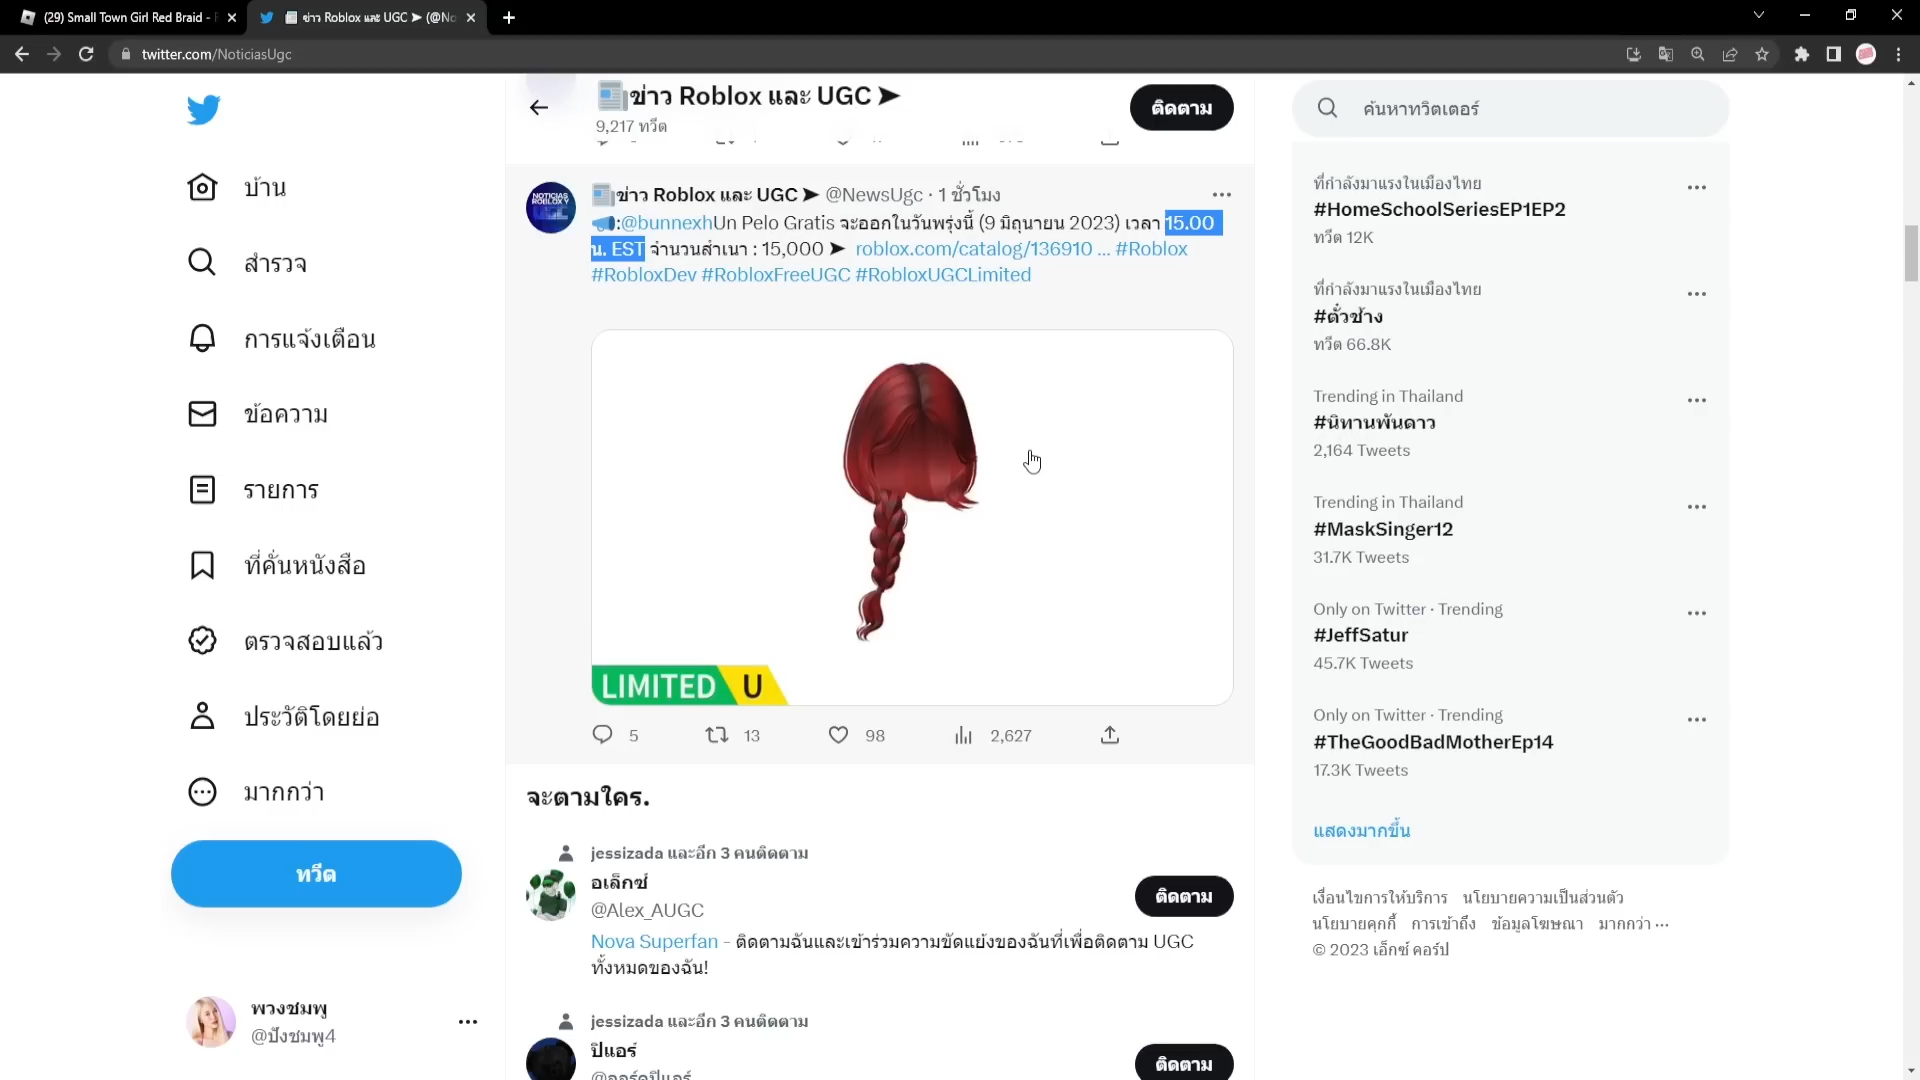 (29) Small Town Girl Red Braid -
ข่าว Roblox และ UGC ➤ (@No
twitter.com/NoticiasUgc
ข่าว Roblox และ UGC ➤
9,217 ทวีต
ติดตาม
ค้นหาทวิตเตอร์
บ้าน
สำรวจ
การแจ้งเตือน
ข้อความ
รายการ
ที่คั่นหนังสือ
ตรวจสอบแล้ว
ประวัติโดยย่อ
มากกว่า
ทวีต
พวงชมพู
@ปังชมพู4
NOTICIAS
ROBLOX Y
UGC
ข่าว Roblox และ UGC ➤ @NewsUgc · 1 ชั่วโมง
:@bunnexhUn Pelo Gratis จะออกในวันพรุ่งนี้ (9 มิถุนายน 2023) เวลา 15.00
น. EST จำนวนสำเนา : 15,000 ➤ roblox.com/catalog/136910 ... #Roblox
#RobloxDev #RobloxFreeUGC #RobloxUGCLimited
LIMITED U
5 13 98 2,627
จะตามใคร.
jessizada และอีก 3 คนติดตาม
อเล็กซ์
@Alex_AUGC
ติดตาม
Nova Superfan - ติดตามฉันและเข้าร่วมความขัดแย้งของฉันที่เพื่อติดตาม UGC
ทั้งหมดของฉัน!
jessizada และอีก 3 คนติดตาม
ปิแอร์
ติดตาม
ที่กำลังมาแรงในเมืองไทย
#HomeSchoolSeriesEP1EP2
ทวีต 12K
ที่กำลังมาแรงในเมืองไทย
#ตั๋วช้าง
ทวีต 66.8K
Trending in Thailand
#นิทานพันดาว
2,164 Tweets
Trending in Thailand
#MaskSinger12
31.7K Tweets
Only on Twitter · Trending
#JeffSatur
45.7K Tweets
Only on Twitter · Trending
#TheGoodBadMotherEp14
17.3K Tweets
แสดงมากขึ้น
เงื่อนไขการให้บริการ นโยบายความเป็นส่วนตัว
นโยบายคุกกี้ การเข้าถึง ข้อมูลโฆษณา มากกว่า ···
© 2023 เอ็กซ์ คอร์ป